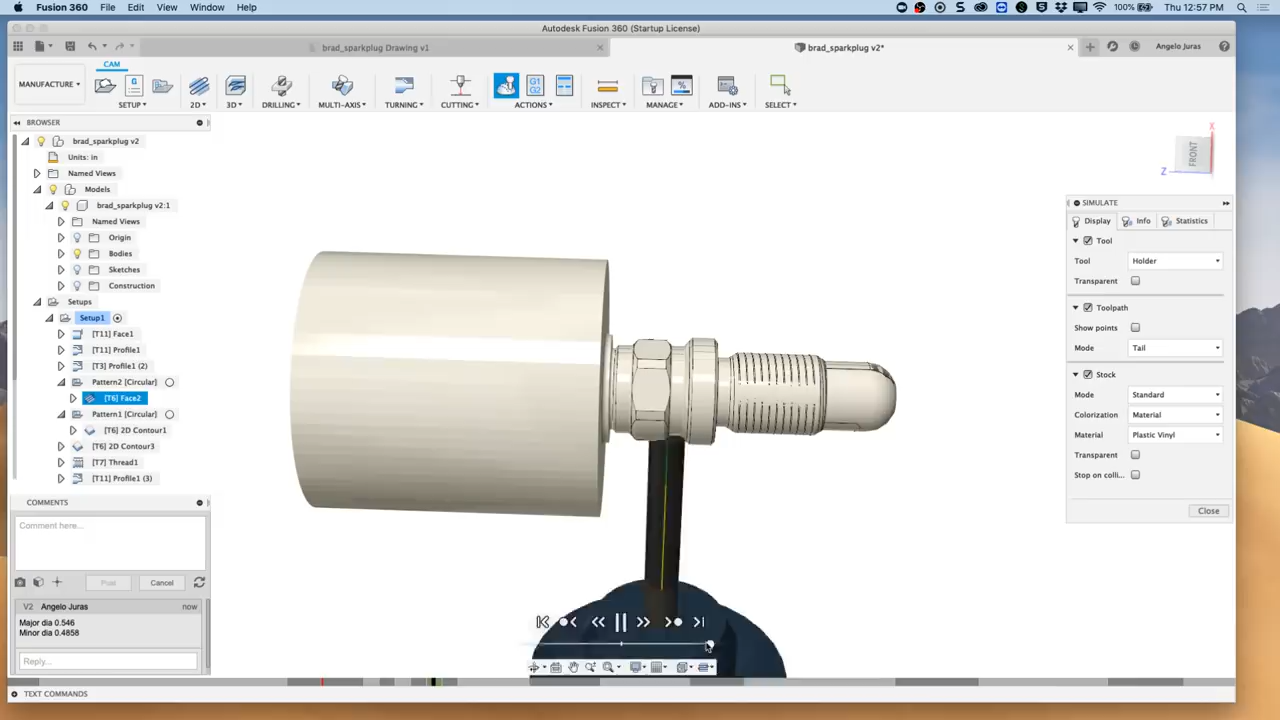 Fusion 360 File Edit View Window Help
100% Thu 12:57 PM
Autodesk Fusion 360 (Startup License)
brad_sparkplug Drawing v1
brad_sparkplug v2*
Angelo Juras
CAM
MANUFACTURE
SETUP 2D 3D DRILLING MULTI-AXIS TURNING CUTTING ACTIONS INSPECT MANAGE ADD-INS SELECT
G1
G2
BROWSER
brad_sparkplug v2
Units: in
Named Views
Models
brad_sparkplug v2:1
Named Views
Origin
Bodies
Sketches
Construction
Setups
Setup1
[T11] Face1
[T11] Profile1
[T3] Profile1 (2)
Pattern2 [Circular]
[T6] Face2
Pattern1 [Circular]
[T6] 2D Contour1
[T6] 2D Contour3
[T7] Thread1
[T11] Profile1 (3)
X
FRONT
Z
SIMULATE
Display Info Statistics
Tool
Tool Holder
Transparent
Toolpath
Show points
Mode Tail
Stock
Mode Standard
Colorization Material
Material Plastic Vinyl
Transparent
Stop on colli...
Close
COMMENTS
Comment here...
Post Cancel
V2 Angelo Juras now
Major dia 0.546
Minor dia 0.4858
Reply...
TEXT COMMANDS